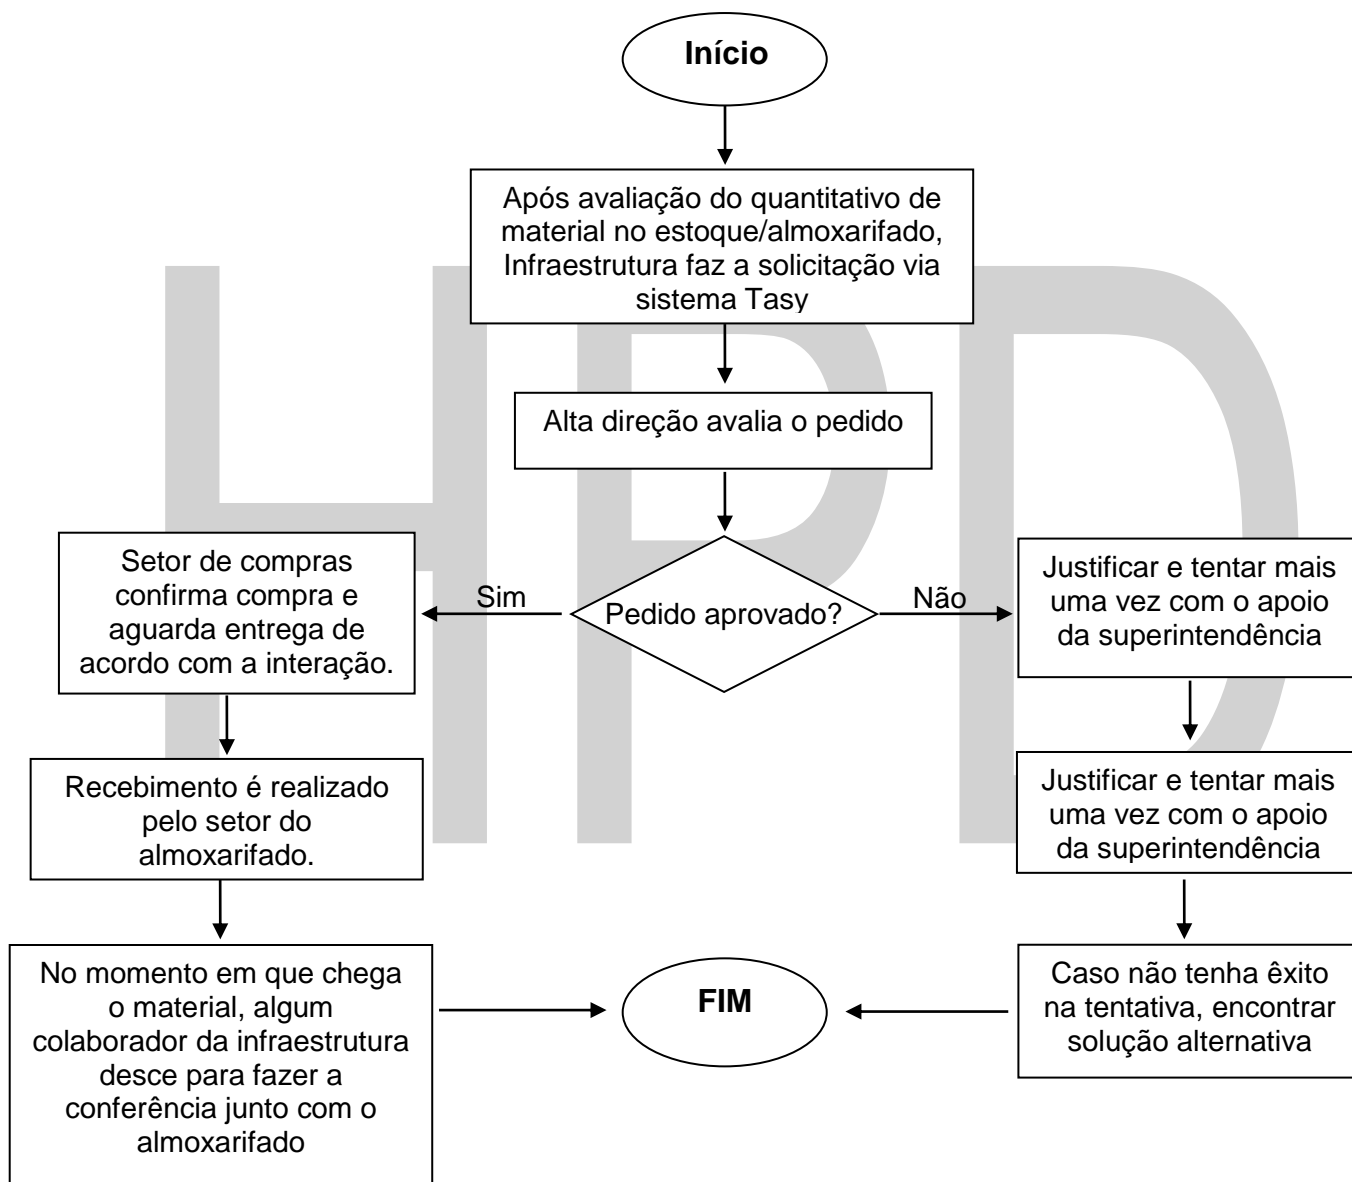 Início
Após avaliação do quantitativo de
material no estoque/almoxarifado,
Infraestrutura faz a solicitação via
sistema Tasy
Alta direção avalia o pedido
Pedido aprovado?
Sim
Não
Setor de compras
confirma compra e
aguarda entrega de
acordo com a interação.
Justificar e tentar mais
uma vez com o apoio
da superintendência
Recebimento é realizado
pelo setor do
almoxarifado.
Justificar e tentar mais
uma vez com o apoio
da superintendência
No momento em que chega
o material, algum
colaborador da infraestrutura
desce para fazer a
conferência junto com o
almoxarifado
FIM
Caso não tenha êxito
na tentativa, encontrar
solução alternativa
HPD